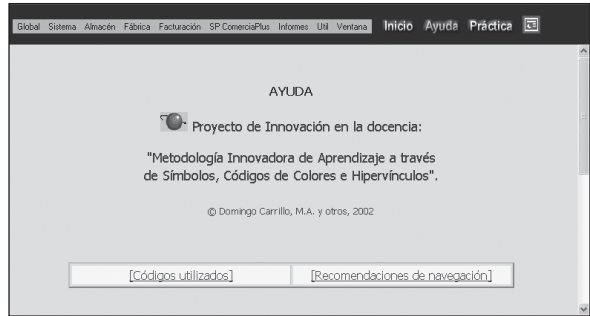 Global Sistema Almacén Fábrica Facturación SP ComerciaPlus Informes Util Ventana Inicio Ayuda Práctica
AYUDA
Proyecto de Innovación en la docencia:
"Metodología Innovadora de Aprendizaje a través
de Símbolos, Códigos de Colores e Hipervínculos".
© Domingo Carrillo, M.A. y otros, 2002
[Códigos utilizados] [Recomendaciones de navegación]